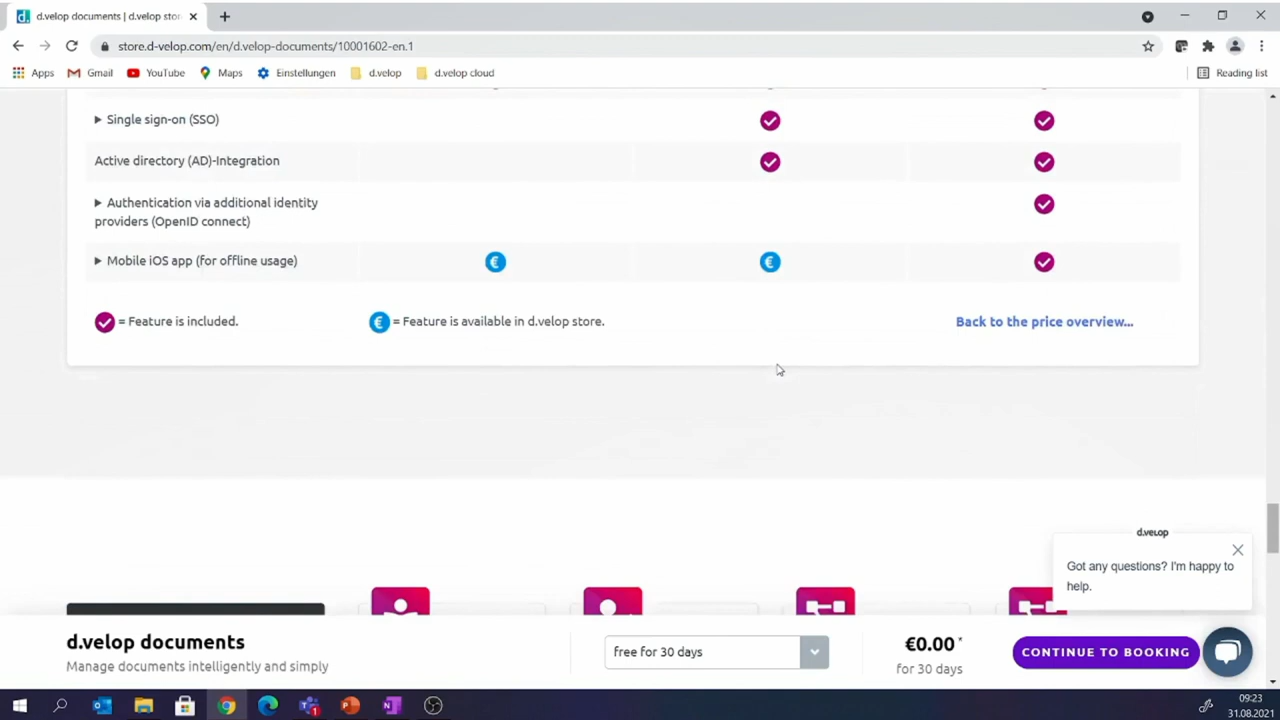 d.velop documents | d.velop stor
store.d-velop.com/en/d.velop-documents/10001602-en.1
Apps
Gmail
YouTube
Maps
Einstellungen
d.velop
d.velop cloud
Reading list
Single sign-on (SSO)
Active directory (AD)-Integration
Authentication via additional identity
providers (OpenID connect)
Mobile iOS app (for offline usage)
€
€
= Feature is included.
€ = Feature is available in d.velop store.
Back to the price overview...
d.velop
Got any questions? I'm happy to
help.
d.velop documents
Manage documents intelligently and simply
free for 30 days
€0.00 *
for 30 days
CONTINUE TO BOOKING
09:23
31.08.2021